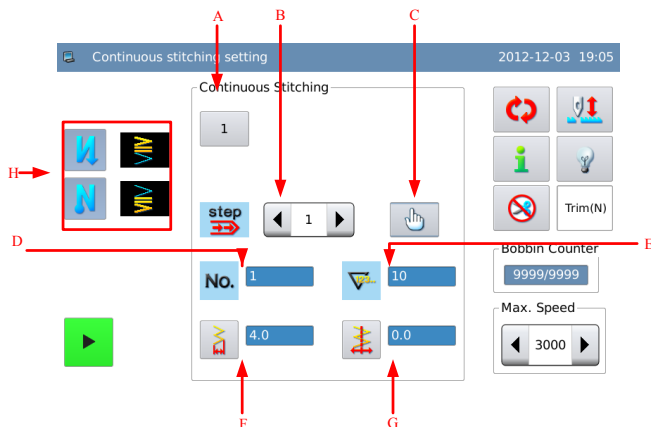 A B C
Continuous stitching setting 2012-12-03 19:05
Continuous Stitching
1
H
step 1
Trim(N)
D E
No. 1 123.. 10
Bobbin Counter
9999/9999
4.0 0.0
Max. Speed
3000
F G